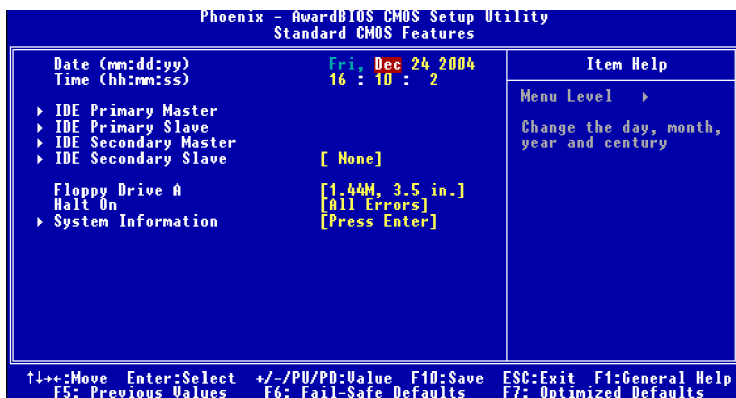 Phoenix - AwardBIOS CMOS Setup Utility
Standard CMOS Features
Date (mm:dd:yy) Fri, Dec 24 2004
Time (hh:mm:ss) 16 : 10 : 2
IDE Primary Master
IDE Primary Slave
IDE Secondary Master
IDE Secondary Slave [ None]
Floppy Drive A [1.44M, 3.5 in.]
Halt On [All Errors]
System Information [Press Enter]
Item Help
Menu Level
Change the day, month,
year and century
↑↓→←:Move Enter:Select +/-/PU/PD:Value F10:Save ESC:Exit F1:General Help
F5: Previous Values F6: Fail-Safe Defaults F7: Optimized Defaults